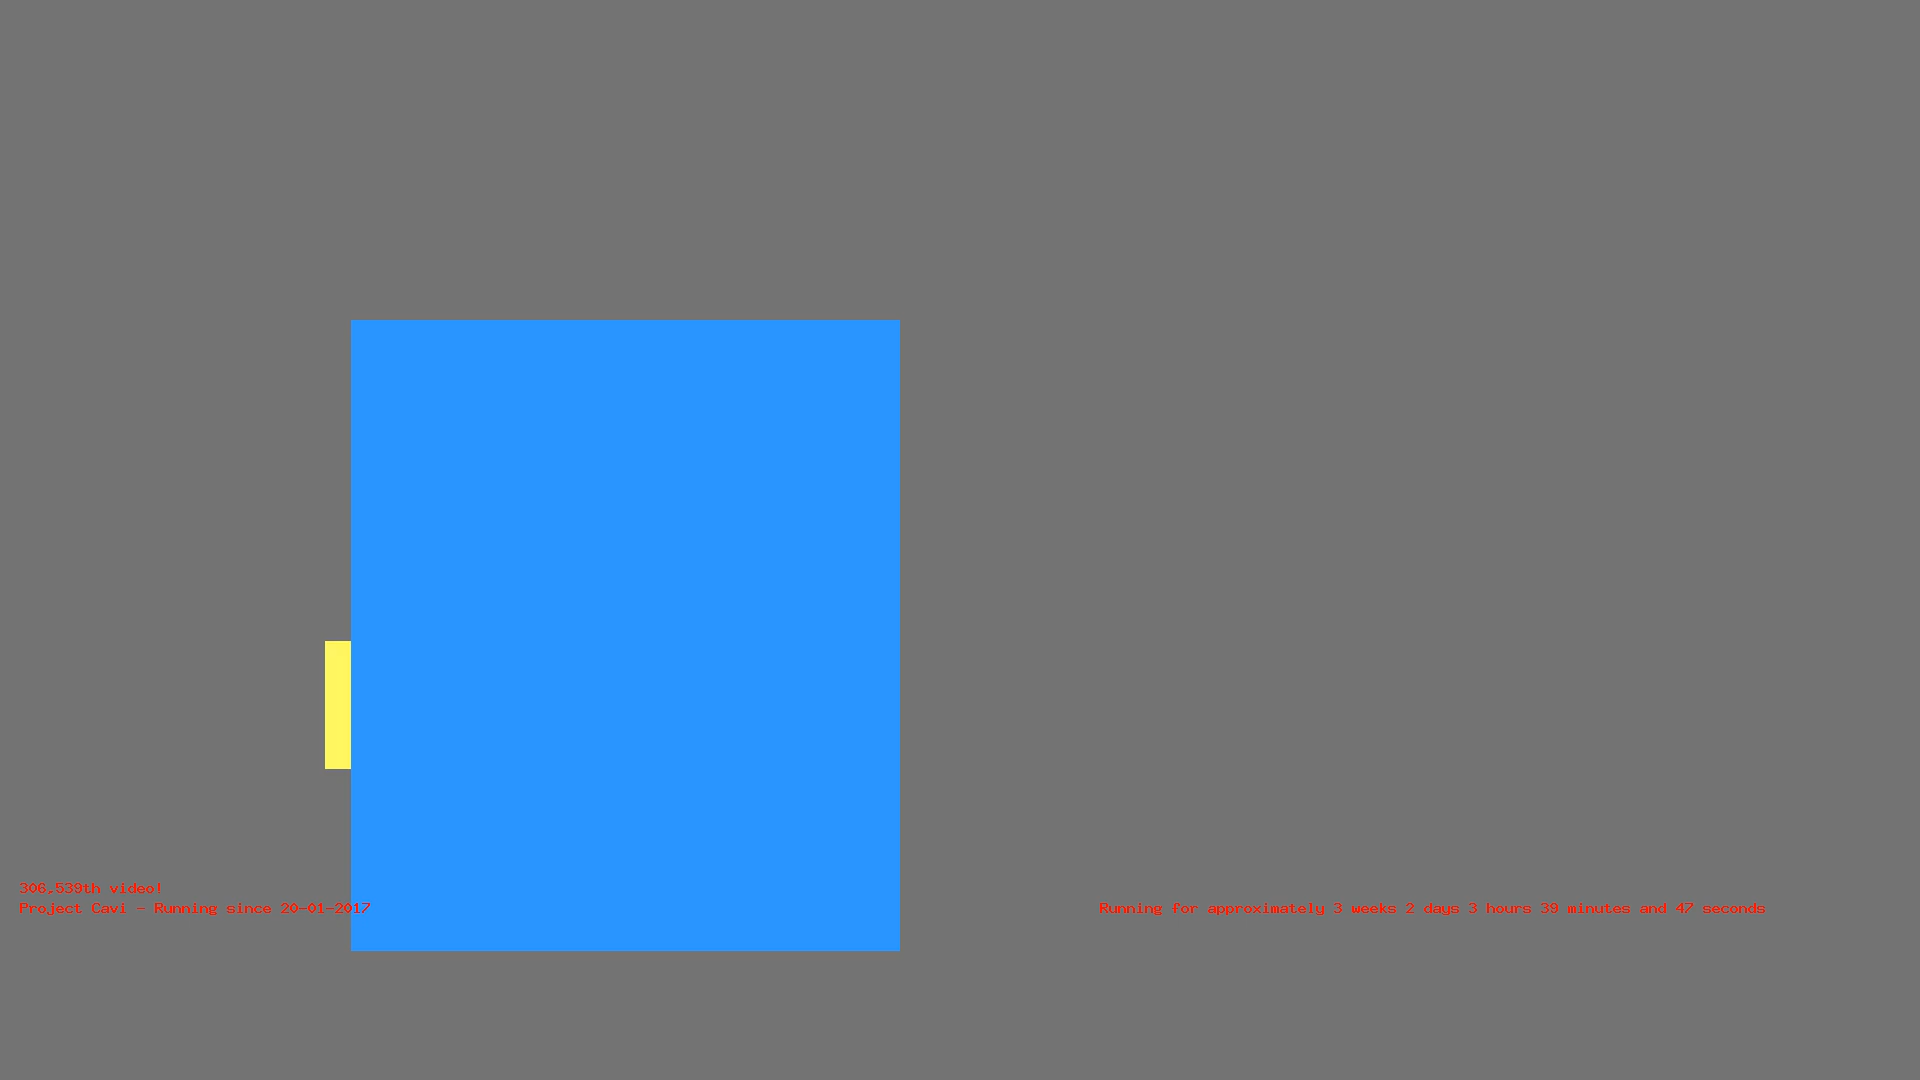 306,539th video!
Project Cavi - Running since 20-01-2017
Running for approximately 3 weeks 2 days 3 hours 39 minutes and 47 seconds